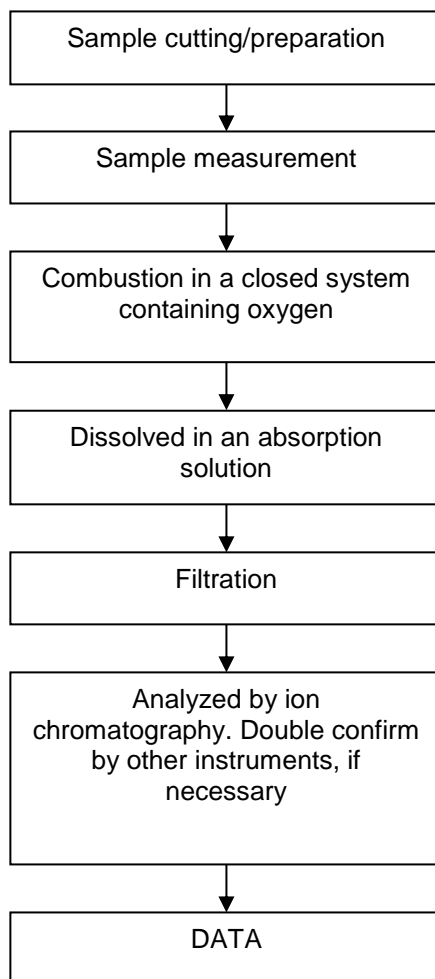 Sample cutting/preparation
Sample measurement
Combustion in a closed system
containing oxygen
Dissolved in an absorption
solution
Filtration
Analyzed by ion
chromatography. Double confirm
by other instruments, if
necessary
DATA